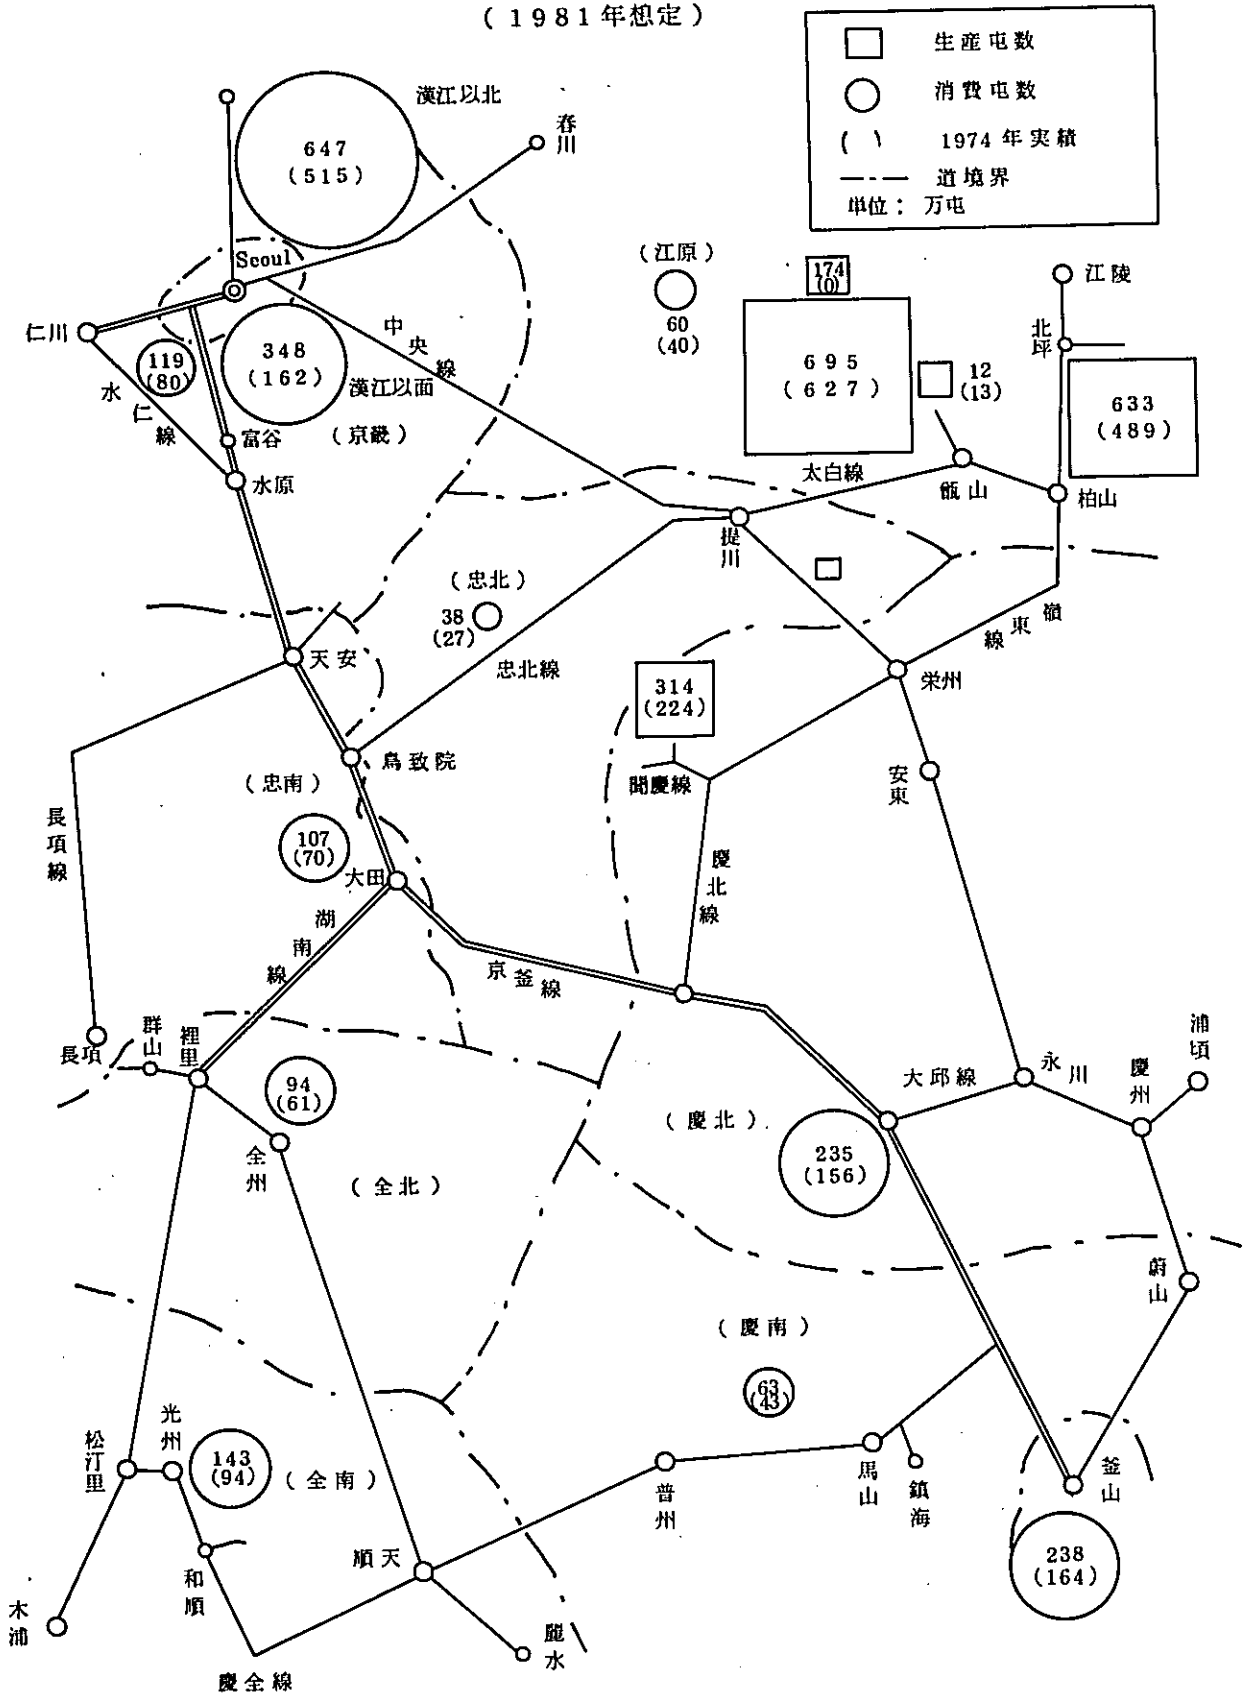 (1981年想定)
生産屯数
消費屯数
( ) 1974年実績
道境界
単位: 万屯
漢江以北
647
(515)
春川
Seoul
仁川
119
(80)
348
(162)
漢江以面
水仁線
富谷
(京畿)
水原
中央線
(江原)
60
(40)
174
(0)
695
(627)
12
(13)
江陵
北坪
633
(489)
太白線
甑山
柏山
提川
(忠北)
38
(27)
忠北線
嶺東線
栄州
天安
314
(224)
聞慶線
安東
鳥致院
(忠南)
107
(70)
長項線
慶北線
大田
湖南線
京釜線
長項
群山
裡里
94
(61)
全州
(全北)
(慶北)
大邱線
永川
慶州
浦項
235
(156)
蔚山
(慶南)
63
(43)
松汀里
光州
143
(94)
(全南)
普州
馬山
鎮海
釜山
238
(164)
順天
和順
木浦
麗水
慶全線